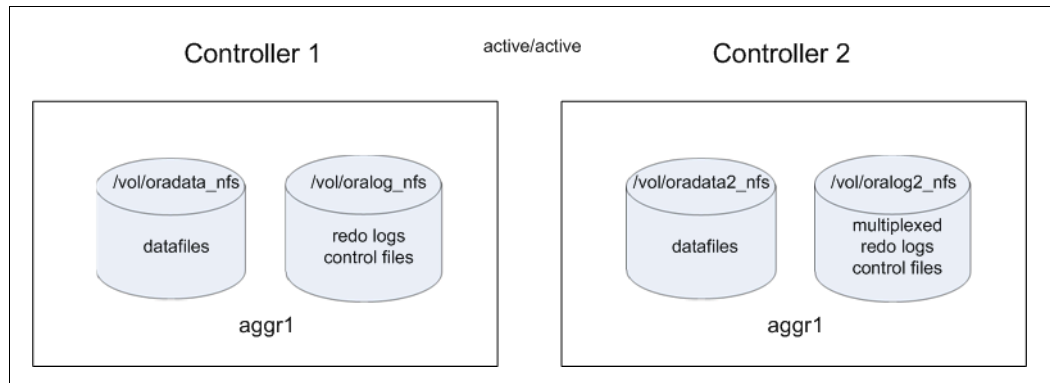 Controller 1
active/active
Controller 2
/vol/oradata_nfs
/vol/oralog_nfs
datafiles
redo logs
control files
aggr1
/vol/oradata2_nfs
/vol/oralog2_nfs
datafiles
multiplexed
redo logs
control files
aggr1